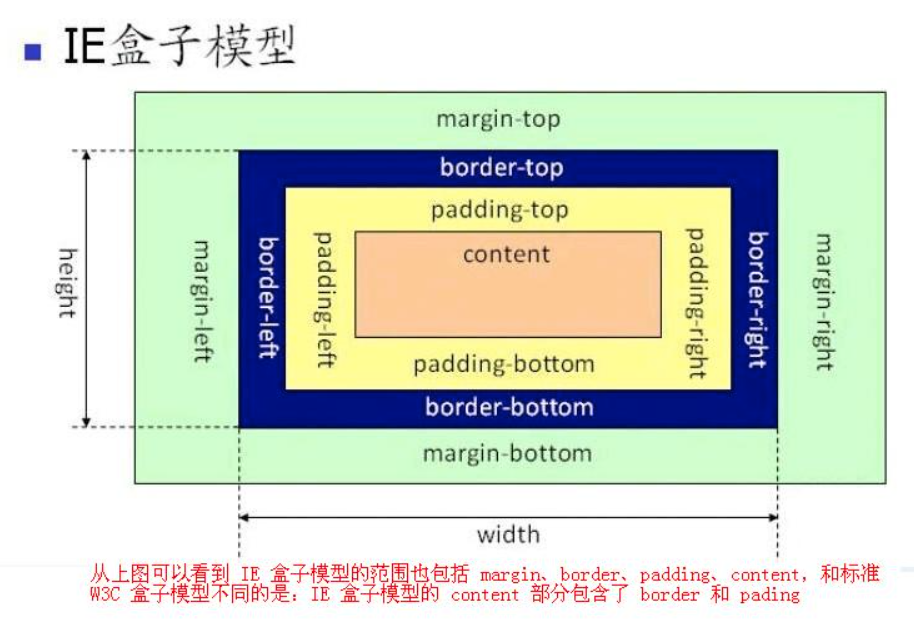 IE盒子模型
margin-top
border-top
padding-top
content
height
margin-left
border-left
padding-left
padding-right
border-right
margin-right
padding-bottom
border-bottom
margin-bottom
width
从上图可以看到 IE 盒子模型的范围也包括 margin、border、padding、content，和标准
W3C 盒子模型不同的是：IE 盒子模型的 content 部分包含了 border 和 pading